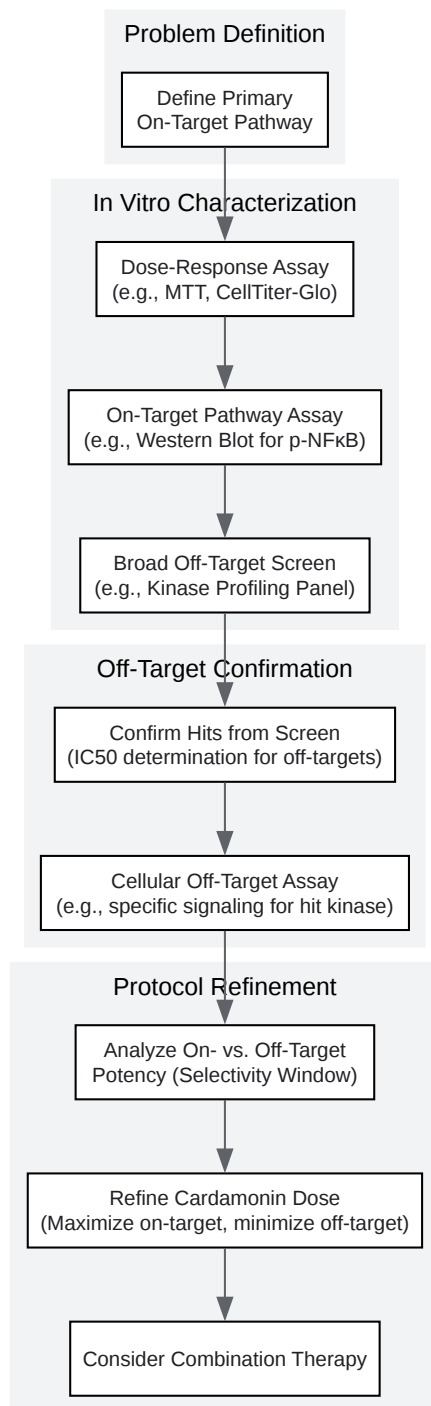 Problem Definition
Define Primary
On-Target Pathway
In Vitro Characterization
Dose-Response Assay
(e.g., MTT, CellTiter-Glo)
On-Target Pathway Assay
(e.g., Western Blot for p-NFκB)
Broad Off-Target Screen
(e.g., Kinase Profiling Panel)
Off-Target Confirmation
Confirm Hits from Screen
(IC50 determination for off-targets)
Cellular Off-Target Assay
(e.g., specific signaling for hit kinase)
Protocol Refinement
Analyze On- vs. Off-Target
Potency (Selectivity Window)
Refine Cardamonin Dose
(Maximize on-target, minimize off-target)
Consider Combination Therapy